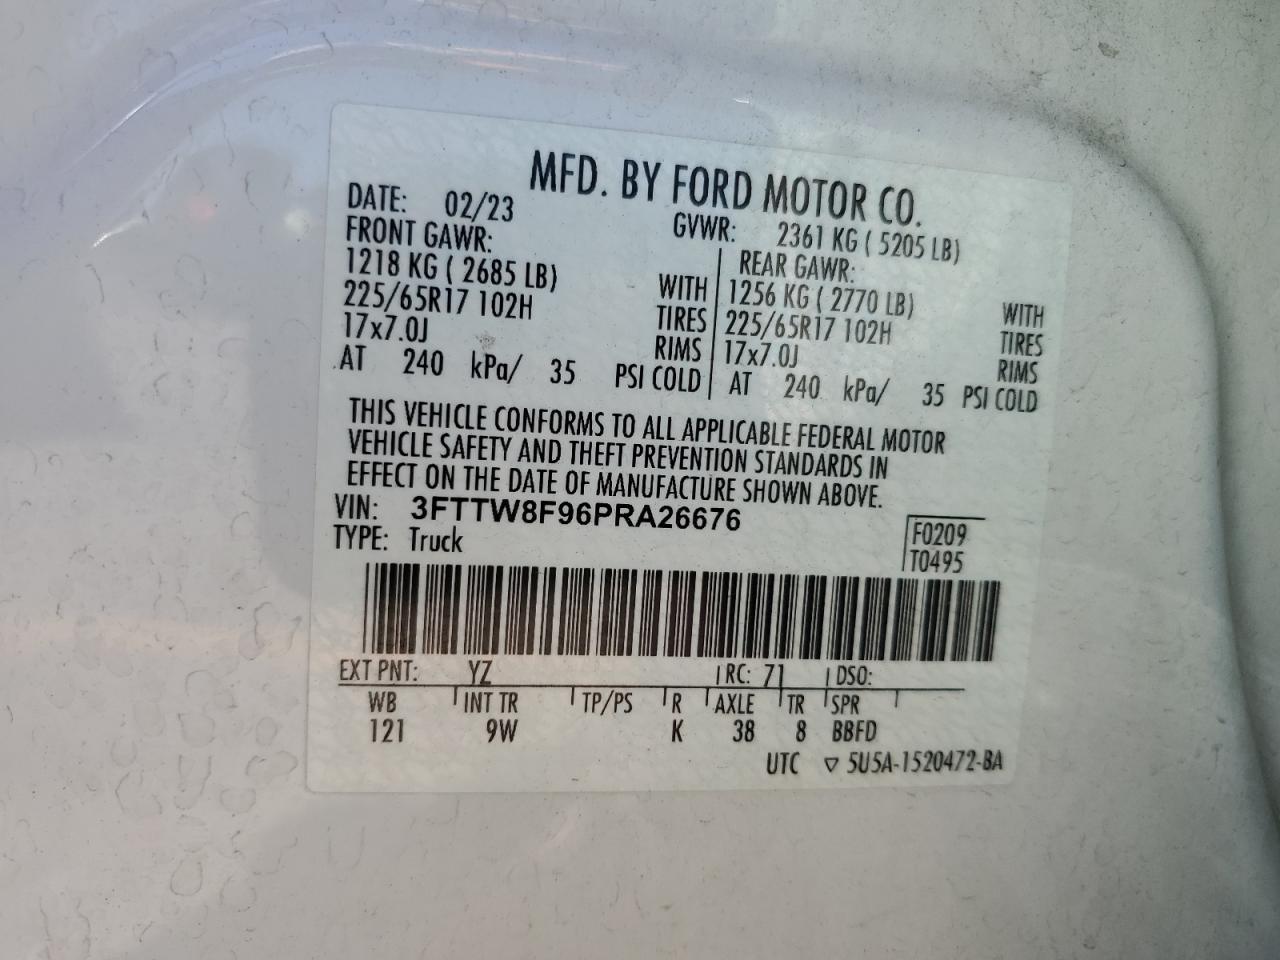 MFD. BY FORD MOTOR CO.
DATE: 02/23 GVWR: 2361 KG ( 5205 LB)
FRONT GAWR: REAR GAWR:
1218 KG ( 2685 LB) WITH 1256 KG ( 2770 LB) WITH
225/65R17 102H TIRES 225/65R17 102H TIRES
17x7.0J RIMS 17x7.0J RIMS
AT 240 kPa/ 35 PSI COLD AT 240 kPa/ 35 PSI COLD
THIS VEHICLE CONFORMS TO ALL APPLICABLE FEDERAL MOTOR
VEHICLE SAFETY AND THEFT PREVENTION STANDARDS IN
EFFECT ON THE DATE OF MANUFACTURE SHOWN ABOVE.
VIN: 3FTTW8F96PRA26676
TYPE: Truck
F0209
T0495
EXT PNT: YZ RC: 71 DSO:
WB INT TR TP/PS R AXLE TR SPR
121 9W K 38 8 BBFD
UTC ▽ 5U5A-1520472-BA